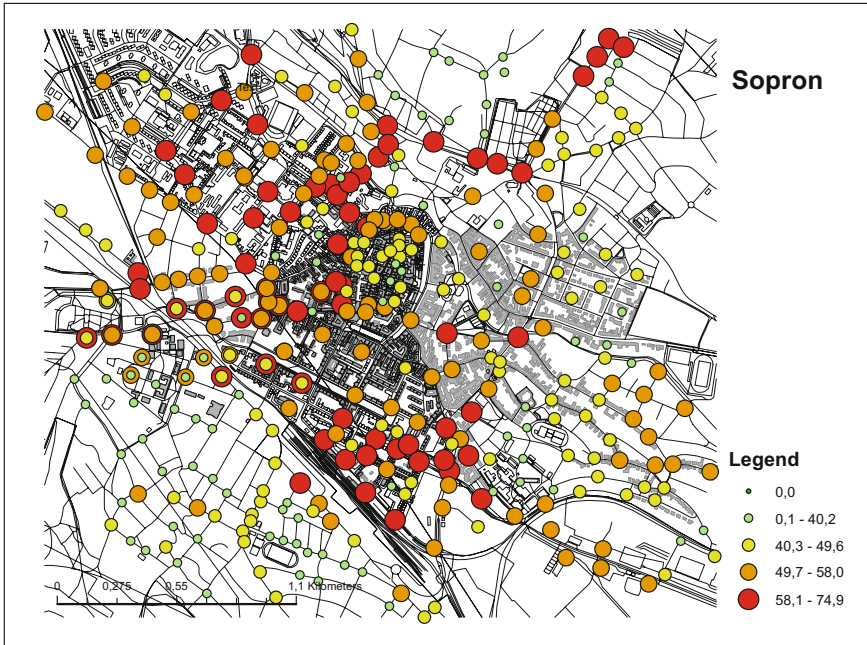 Sopron
Legend
0,0
0,1 - 40,2
40,3 - 49,6
49,7 - 58,0
58,1 - 74,9
0 0,275 0,55 1,1 Kilometers